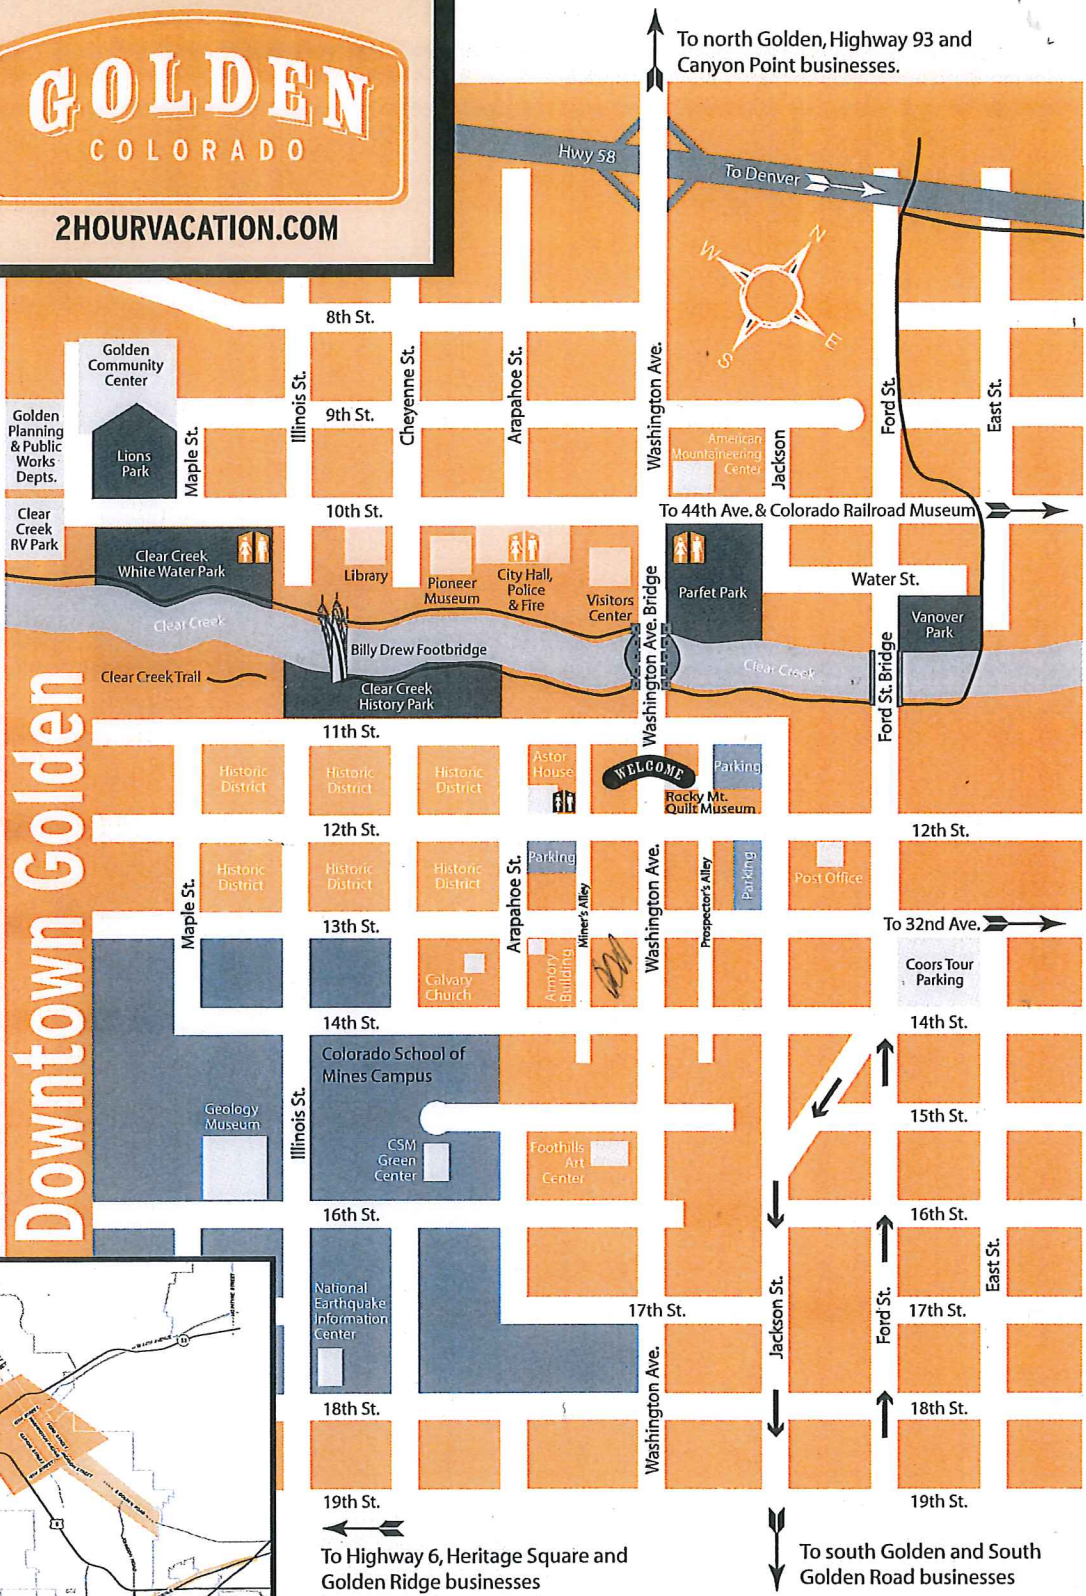 GOLDEN
COLORADO
2HOURVACATION.COM
To north Golden, Highway 93 and
Canyon Point businesses.
Hwy 58
To Denver
N
W
E
S
8th St.
Golden
Community
Center
Illinois St.
Cheyenne St.
Arapahoe St.
Washington Ave.
Ford St.
East St.
9th St.
Golden
Planning
& Public
Works
Depts.
Lions
Park
Maple St.
American
Mountaineering
Center
Jackson
Clear
Creek
RV Park
10th St.
To 44th Ave. & Colorado Railroad Museum
Clear Creek
White Water Park
Library
Pioneer
Museum
City Hall,
Police
& Fire
Visitors
Center
Washington Ave. Bridge
Parfet Park
Water St.
Vanover
Park
Clear Creek
Billy Drew Footbridge
Clear Creek
Ford St. Bridge
Clear Creek Trail
Clear Creek
History Park
Downtown Golden
11th St.
Historic
District
Historic
District
Historic
District
Astor
House
WELCOME
Parking
Rocky Mt.
Quilt Museum
12th St.
12th St.
Historic
District
Historic
District
Historic
District
Maple St.
Arapahoe St.
Parking
Miner's Alley
Washington Ave.
Prospector's Alley
Parking
Post Office
13th St.
To 32nd Ave.
Calvary
Church
Armory
Building
Coors Tour
Parking
14th St.
14th St.
Colorado School of
Mines Campus
Illinois St.
Geology
Museum
CSM
Green
Center
Foothills
Art
Center
15th St.
16th St.
16th St.
National
Earthquake
Information
Center
17th St.
Jackson St.
Ford St.
East St.
17th St.
Washington Ave.
18th St.
18th St.
19th St.
19th St.
To Highway 6, Heritage Square and
Golden Ridge businesses
To south Golden and South
Golden Road businesses